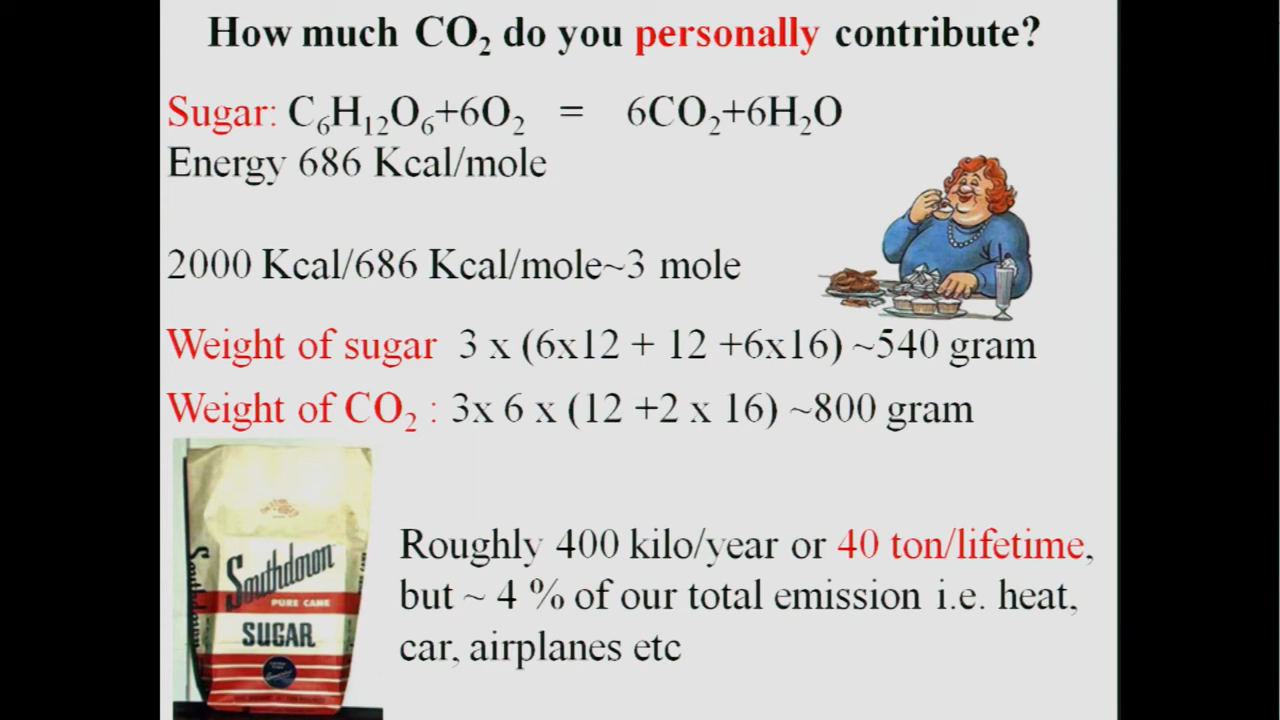 How much CO₂ do you personally contribute?
Sugar: C₆H₁₂O₆+6O₂ = 6CO₂+6H₂O
Energy 686 Kcal/mole
2000 Kcal/686 Kcal/mole~3 mole
Weight of sugar 3 x (6x12 + 12 +6x16) ~540 gram
Weight of CO₂ : 3x 6 x (12 +2 x 16) ~800 gram
Roughly 400 kilo/year or 40 ton/lifetime,
but ~ 4 % of our total emission i.e. heat,
car, airplanes etc
Southdown
PURE CANE
SUGAR